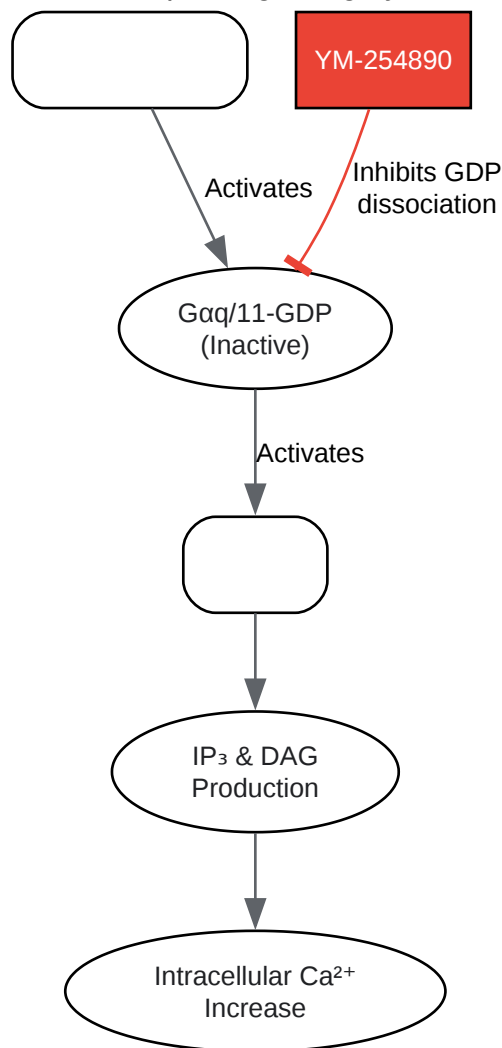 YM-254890
Activates
Inhibits GDP
dissociation
Gαq/11-GDP
(Inactive)
Activates
IP₃ & DAG
Production
Intracellular Ca²⁺
Increase